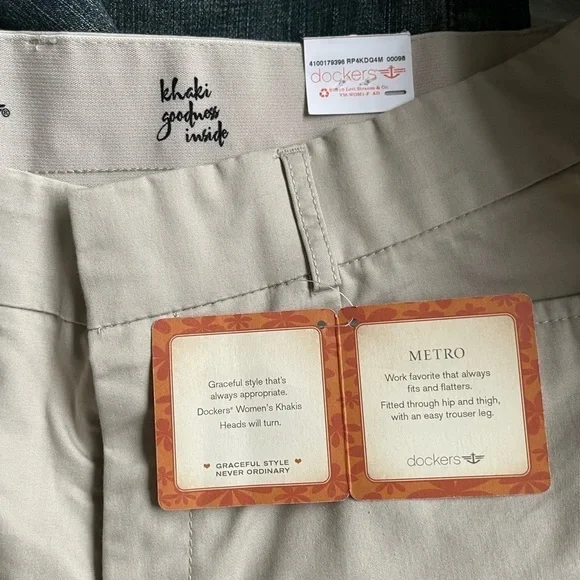 4100179396 RP4KDQ4M 00098
dockers
khaki
goodness
inside
®
Graceful style that's
always appropriate.
Dockers® Women's Khakis
Heads will turn.
GRACEFUL STYLE
NEVER ORDINARY
METRO
Work favorite that always
fits and flatters.
Fitted through hip and thigh,
with an easy trouser leg.
dockers